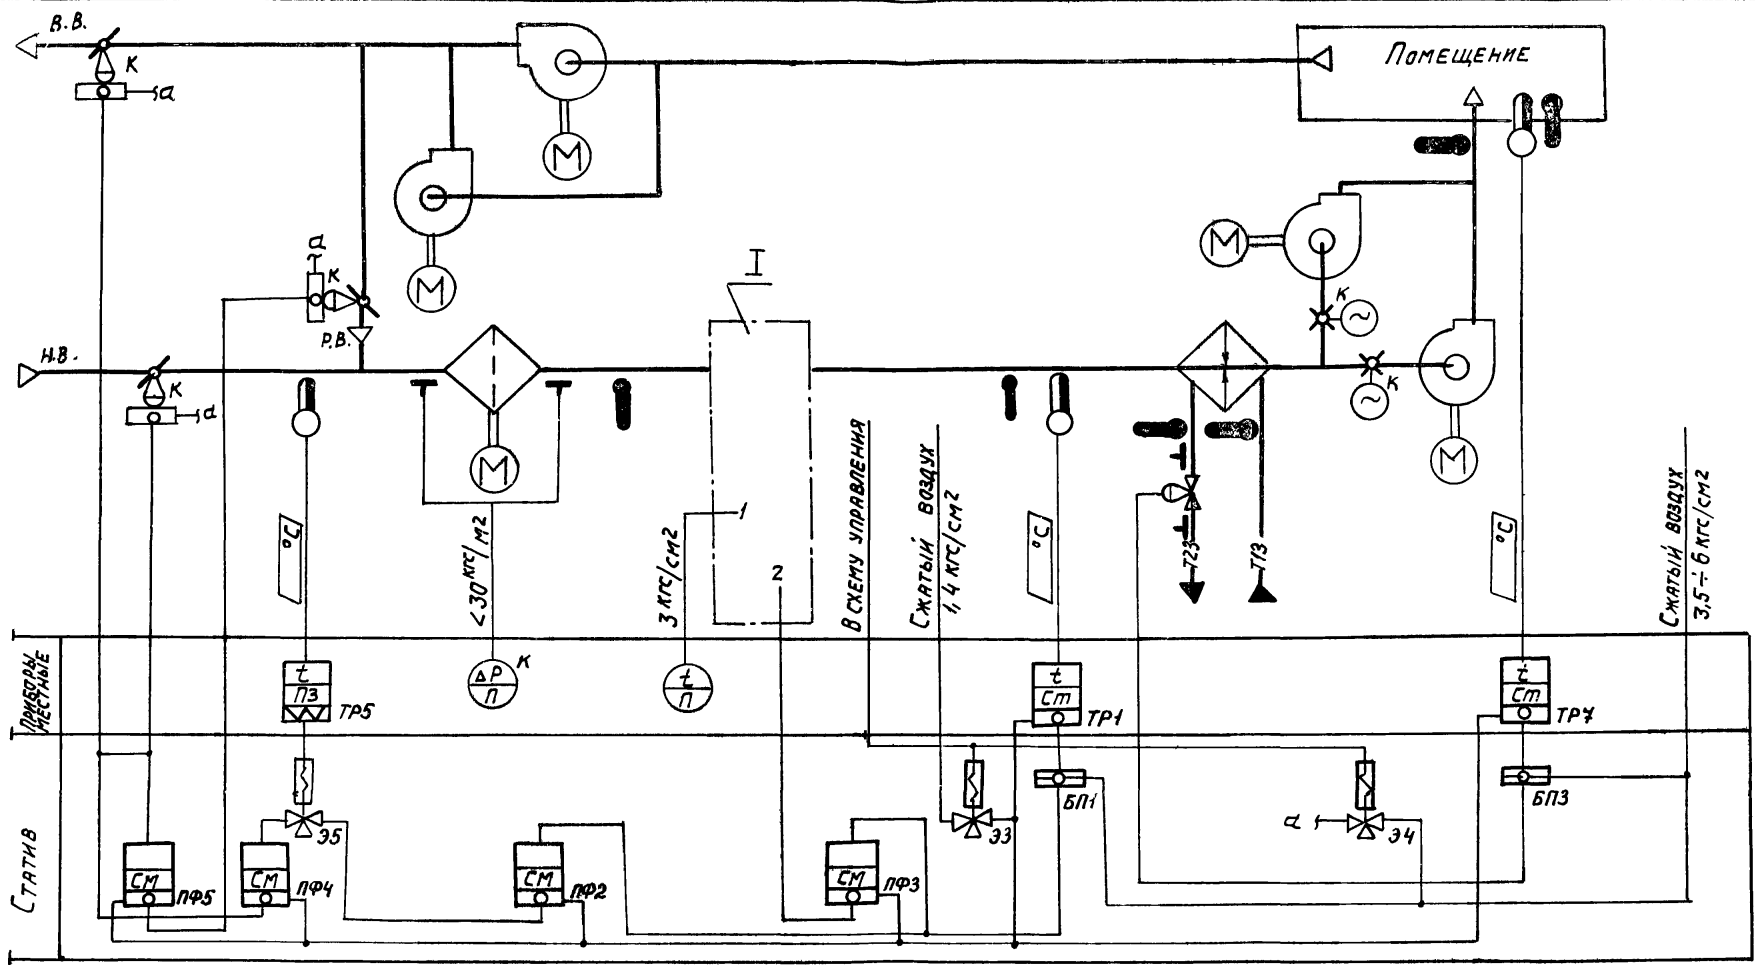 В.В.
К
а
М
М
Помещение
а
К
Р.В.
Н.В.
К
а
М
I
1
2
М
К
К
М
°С
<30 кгс/м2
3 кгс/см2
В схему управления
Сжатый воздух
1,4 кгс/см2
°С
Т23
Т13
°С
Сжатый воздух
3,5÷6 кгс/см2
Приборы
местные
t
ПЗ
ТР5
ΔР
П
К
t
П
t
Ст
ТР1
t
Ст
ТР7
Статив
Э5
Э3
БП1
а
Э4
БП3
СМ
ПФ5
СМ
ПФ4
СМ
ПФ2
СМ
ПФ3